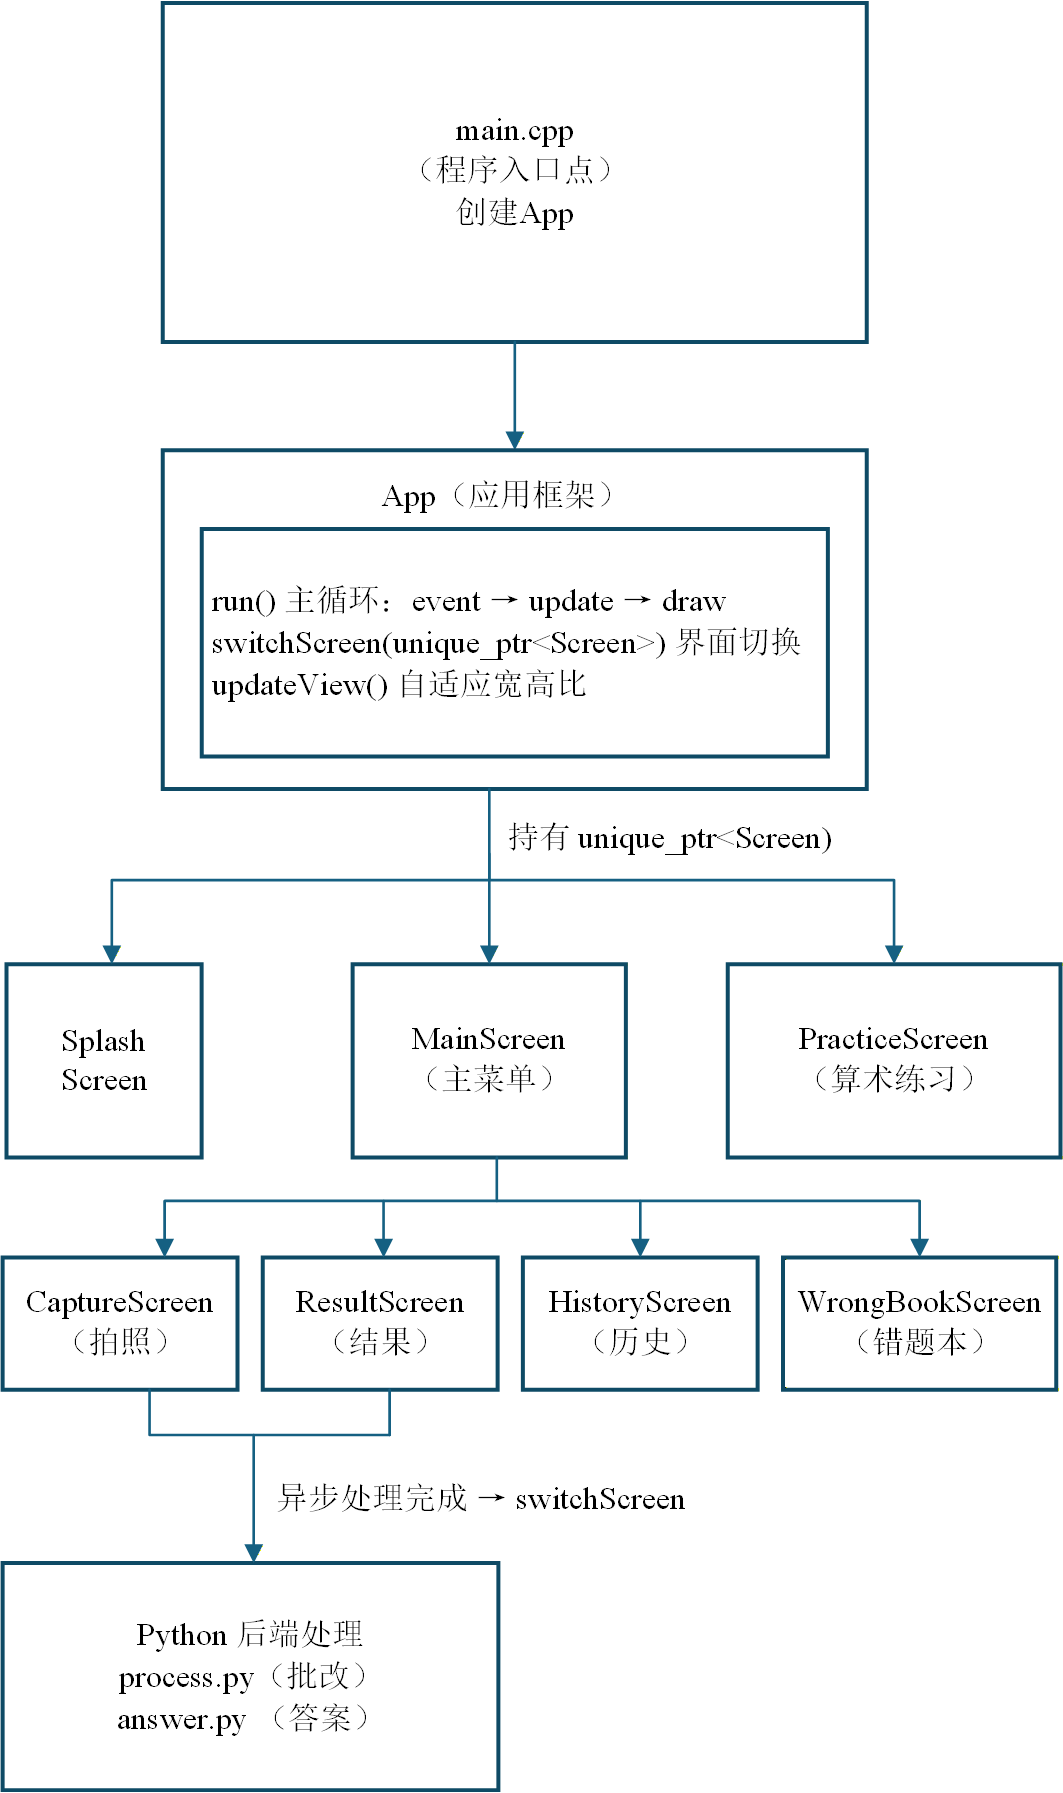 main.cpp
（程序入口点）
创建App
App（应用框架）
run() 主循环：event → update → draw
switchScreen(unique_ptr<Screen>) 界面切换
updateView() 自适应宽高比
持有 unique_ptr<Screen)
Splash
Screen
MainScreen
（主菜单）
PracticeScreen
（算术练习）
CaptureScreen
（拍照）
ResultScreen
（结果）
HistoryScreen
（历史）
WrongBookScreen
（错题本）
异步处理完成 → switchScreen
Python 后端处理
process.py（批改）
answer.py （答案）